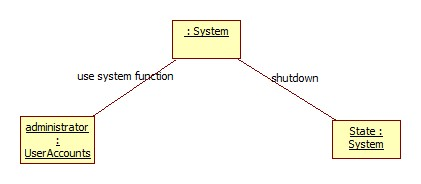 : System
use system function
shutdown
administrator
:
UserAccounts
State :
System